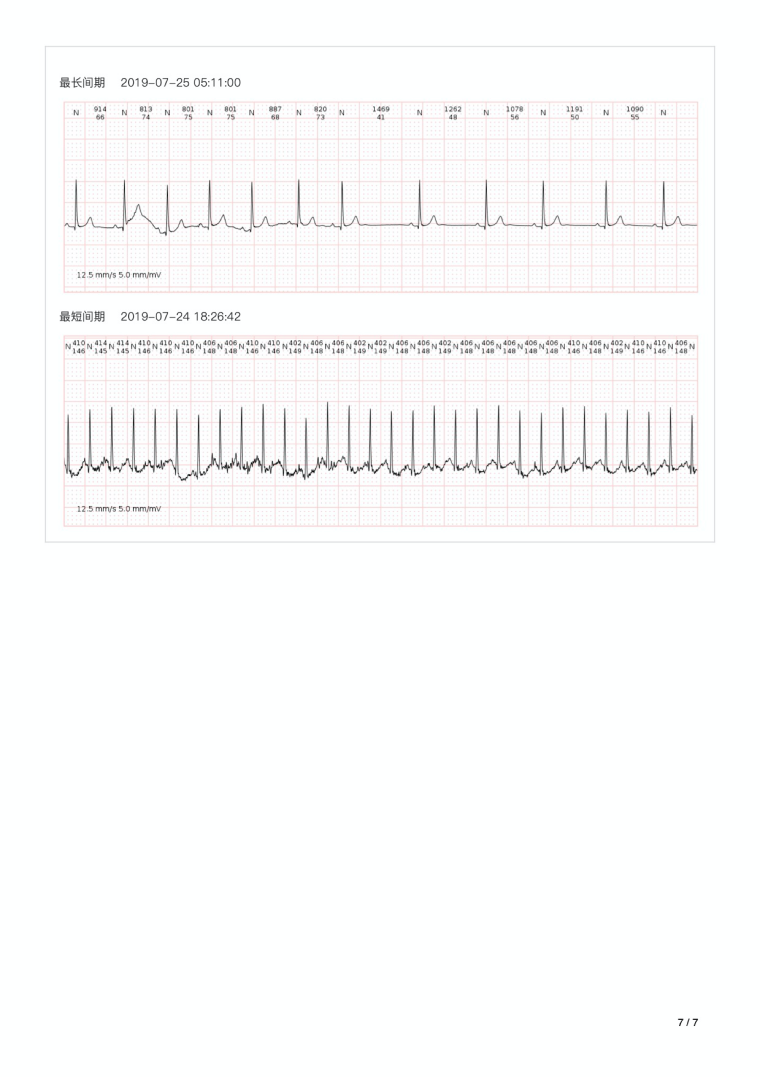 最长间期 2019-07-25 05:11:00
N 914 N 813 N 801 N 801 N 887 N 820 N 1469 N 1262 N 1078 N 1191 N 1090 N
66 74 75 75 68 73 41 48 56 50 55
12.5 mm/s 5.0 mm/mV
最短间期 2019-07-24 18:26:42
N 410 N 414 N 414 N 410 N 410 N 410 N 406 N 406 N 410 N 410 N 402 N 406 N 406 N 402 N 402 N 406 N 406 N 402 N 406 N 406 N 406 N 406 N 406 N 410 N 406 N 402 N 410 N 410 N 406 N
146 145 145 146 146 146 148 148 146 146 149 148 148 149 149 148 148 149 148 148 148 148 148 146 148 149 146 146 148
12.5 mm/s 5.0 mm/mV
7 / 7